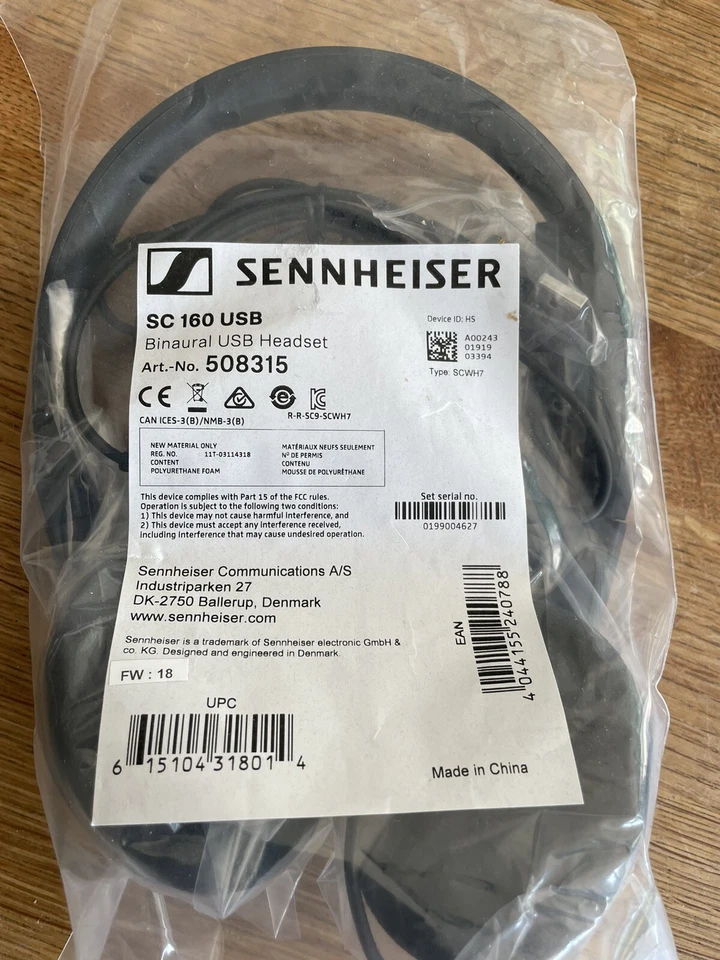 SENNHEISER
SC 160 USB
Binaural USB Headset
Art.-No. 508315
Device ID: HS
A00243
01919
03394
Type: SCWH7
CE
R-R-SC9-SCWH7
CAN ICES-3(B)/NMB-3(B)
NEW MATERIAL ONLY
REG. NO. 11T-03114318
CONTENT
POLYURETHANE FOAM
MATÉRIAUX NEUFS SEULEMENT
Nº DE PERMIS
CONTENU
MOUSSE DE POLYURÉTHANE
This device complies with Part 15 of the FCC rules.
Operation is subject to the following two conditions:
1) This device may not cause harmful interference, and
2) This device must accept any interference received,
including interference that may cause undesired operation.
Set serial no.
0199004627
Sennheiser Communications A/S
Industriparken 27
DK-2750 Ballerup, Denmark
www.sennheiser.com
Sennheiser is a trademark of Sennheiser electronic GmbH &
co. KG. Designed and engineered in Denmark.
FW : 18
EAN
4 044155 240788
UPC
6 15104 31801 4
Made in China